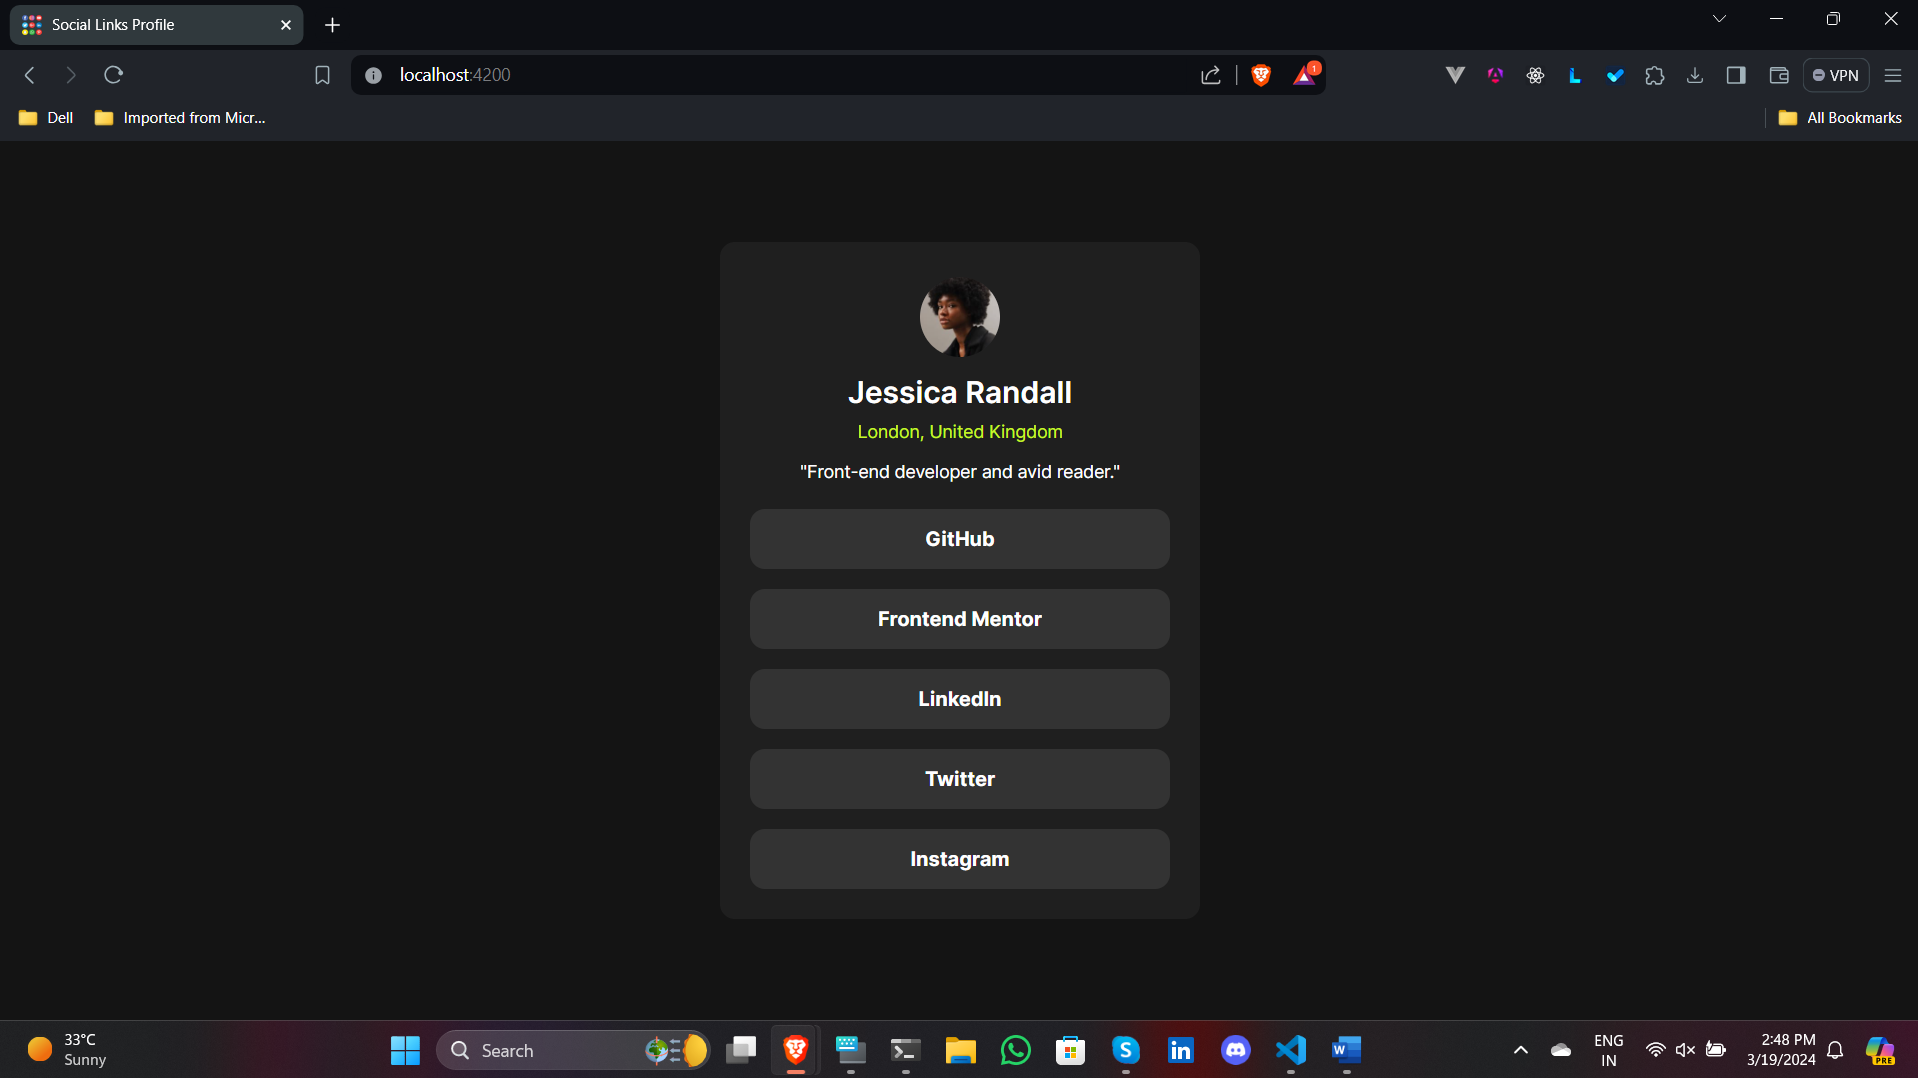 Social Links Profile
localhost:4200
1
VPN
Dell
Imported from Micr...
All Bookmarks
Jessica Randall
London, United Kingdom
"Front-end developer and avid reader."
GitHub
Frontend Mentor
LinkedIn
Twitter
Instagram
33°C
Sunny
Search
ENG
IN
2:48 PM
3/19/2024
PRE